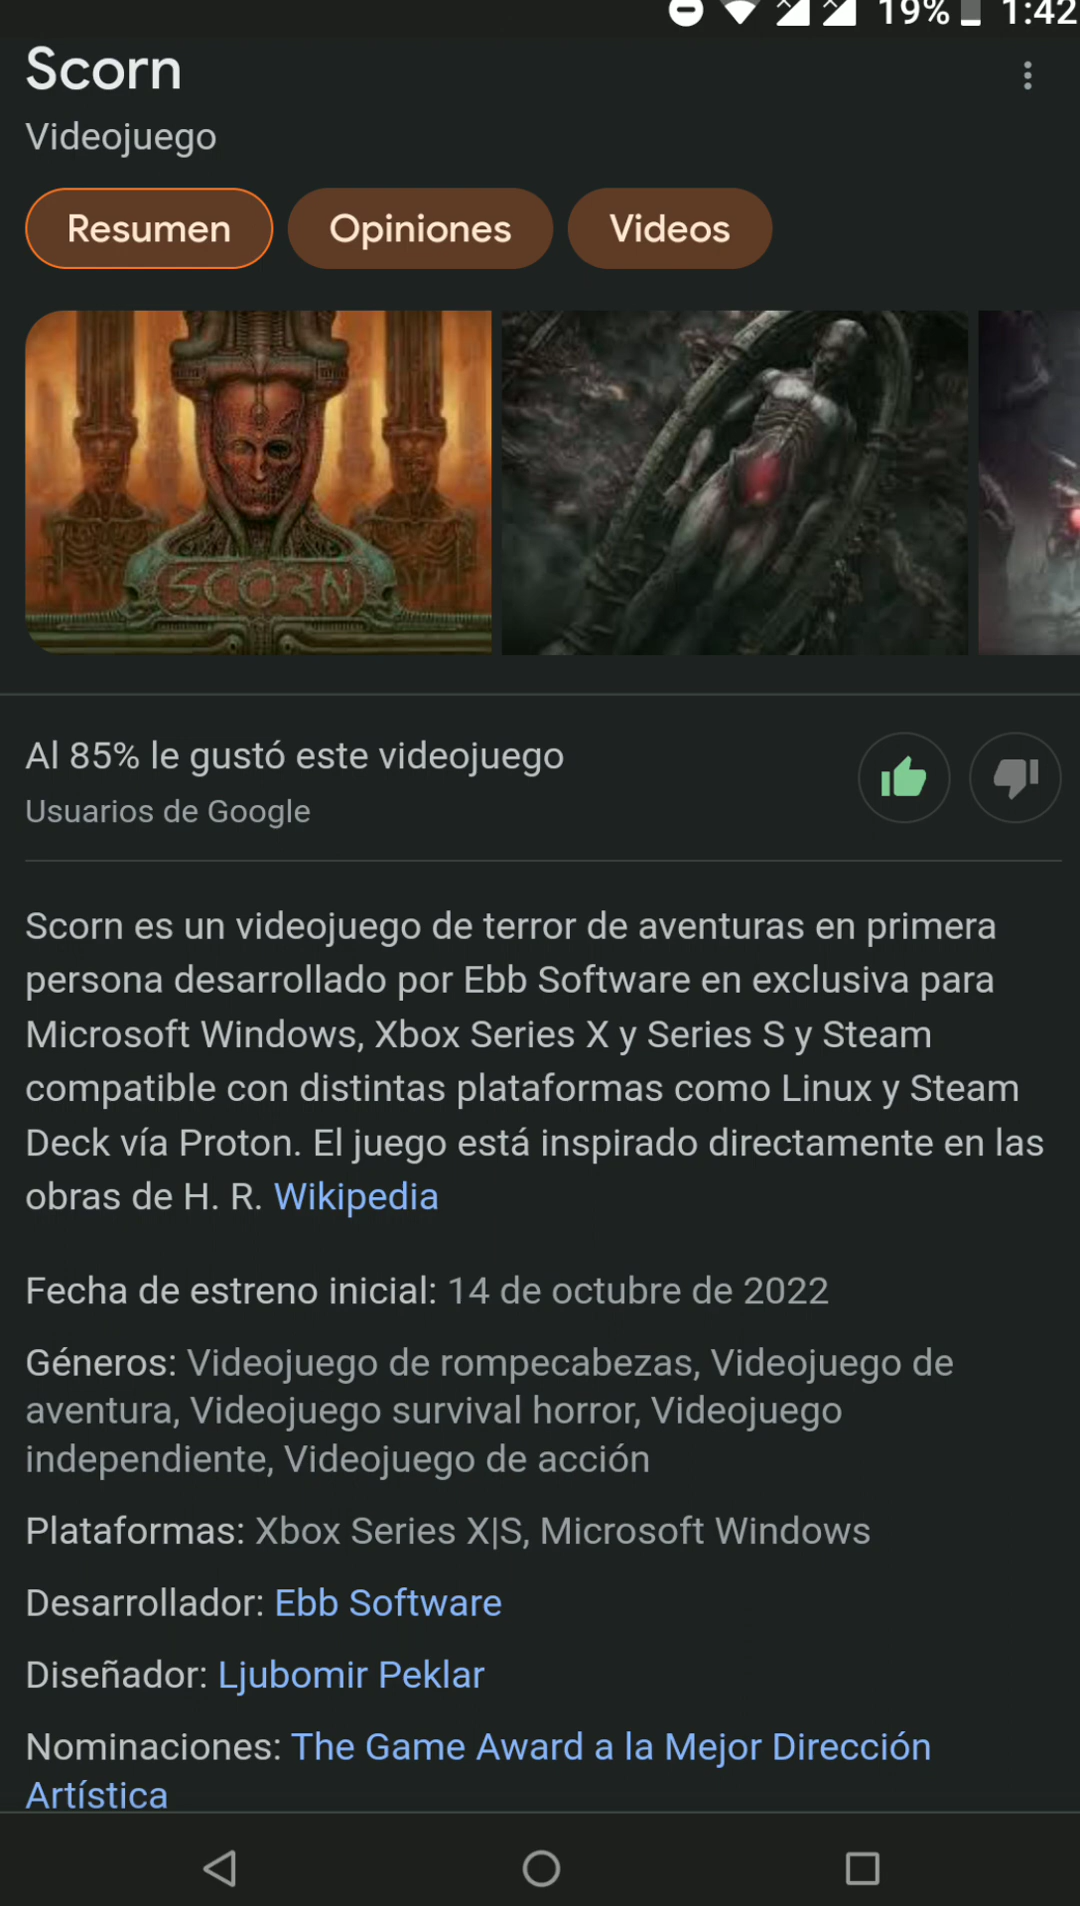 19% 1:42
Scorn
Videojuego
Resumen Opiniones Videos
SCORN
Al 85% le gustó este videojuego
Usuarios de Google
Scorn es un videojuego de terror de aventuras en primera
persona desarrollado por Ebb Software en exclusiva para
Microsoft Windows, Xbox Series X y Series S y Steam
compatible con distintas plataformas como Linux y Steam
Deck vía Proton. El juego está inspirado directamente en las
obras de H. R. Wikipedia
Fecha de estreno inicial: 14 de octubre de 2022
Géneros: Videojuego de rompecabezas, Videojuego de
aventura, Videojuego survival horror, Videojuego
independiente, Videojuego de acción
Plataformas: Xbox Series X|S, Microsoft Windows
Desarrollador: Ebb Software
Diseñador: Ljubomir Peklar
Nominaciones: The Game Award a la Mejor Dirección
Artística